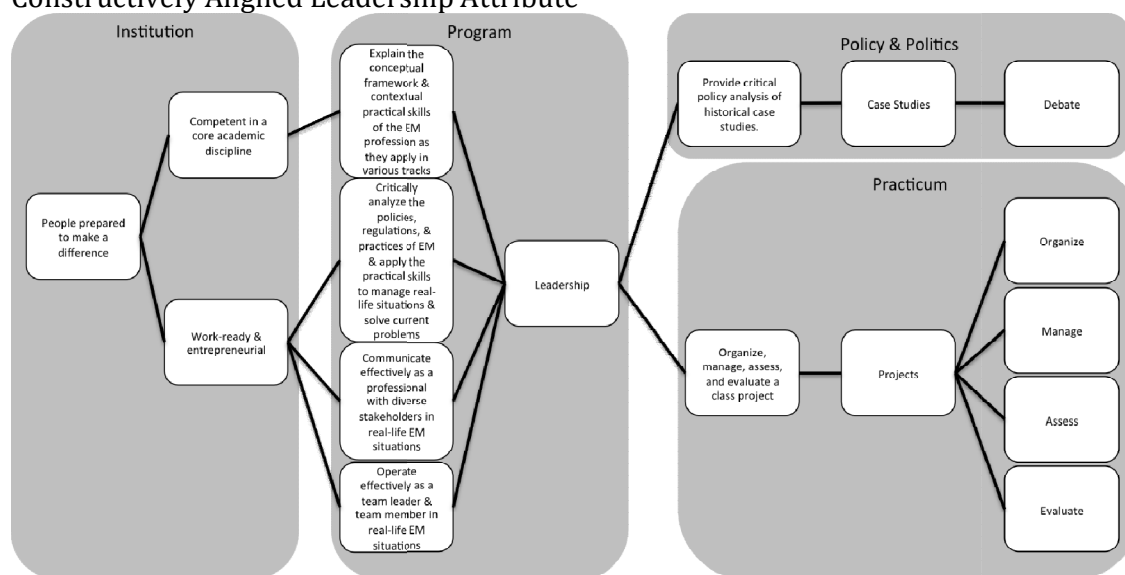 Constructively Aligned Leadership Attribute
Institution
People prepared
to make a
difference
Competent in a
core academic
discipline
Work-ready &
entrepreneurial
Program
Explain the
conceptual
framework &
contextual
practical skills
of the EM
profession as
they apply in
various tracks
Critically
analyze the
policies,
regulations, &
practices of EM
& apply the
practical skills
to manage real-
life situations &
solve current
problems
Communicate
effectively as a
professional
with diverse
stakeholders in
real-life EM
situations
Operate
effectively as a
team leader &
team member in
real-life EM
situations
Leadership
Policy & Politics
Provide critical
policy analysis of
historical case
studies.
Case Studies
Debate
Practicum
Organize,
manage, assess,
and evaluate a
class project
Projects
Organize
Manage
Assess
Evaluate